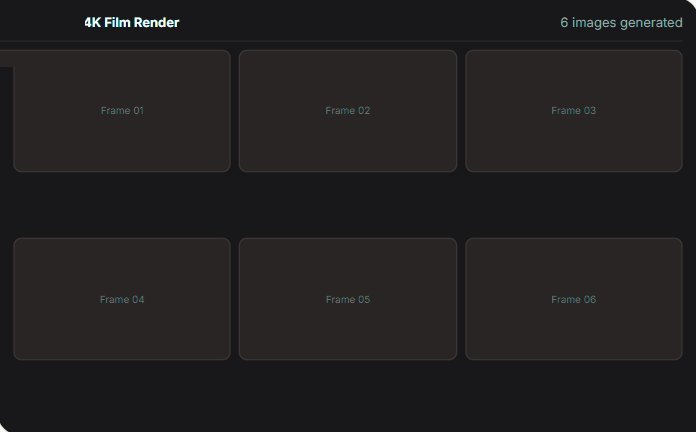 4K Film Render
6 images generated
Frame 01
Frame 02
Frame 03
Frame 04
Frame 05
Frame 06